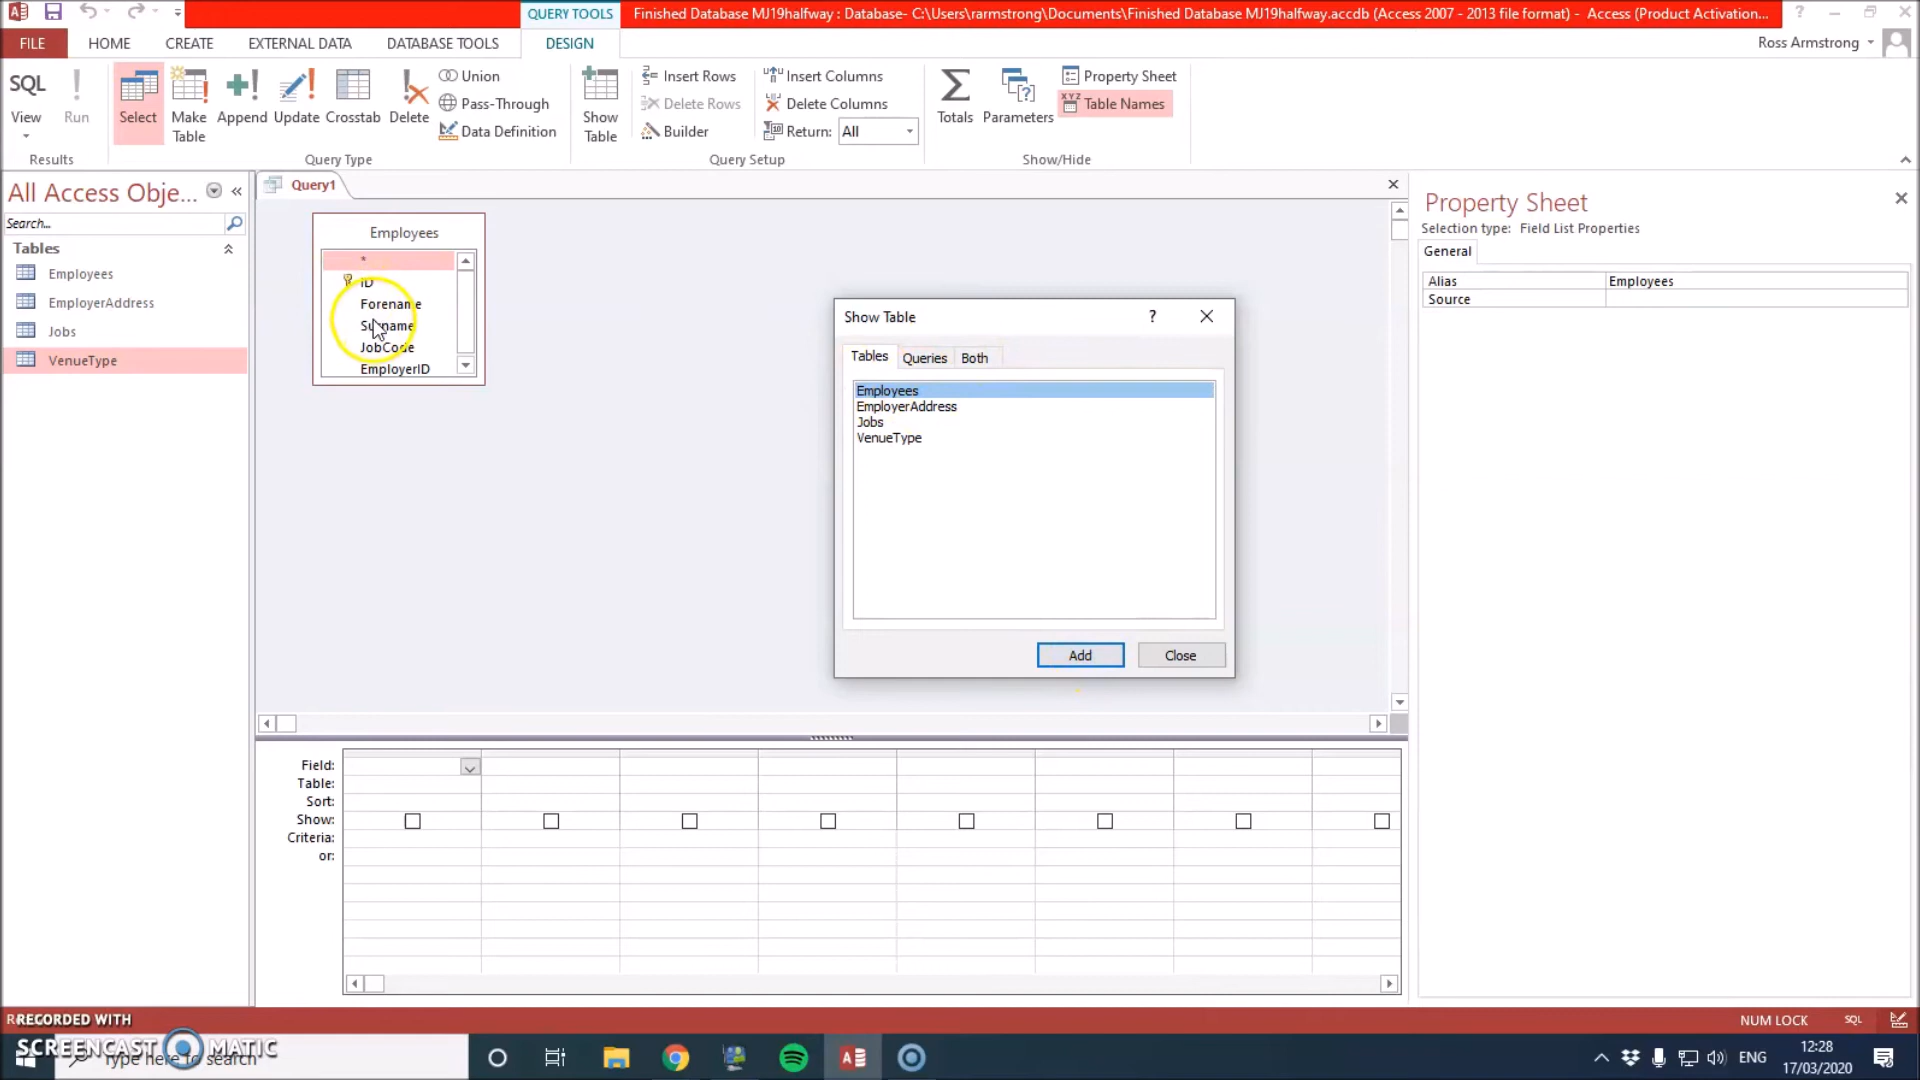 QUERY TOOLS
Finished Database MJ19halfway : Database- C:\Users\rarmstrong\Documents\Finished Database MJ19halfway.accdb (Access 2007 - 2013 file format) - Access (Product Activation...
?
FILE HOME CREATE EXTERNAL DATA DATABASE TOOLS DESIGN
Ross Armstrong
SQL
View
Run
Results
Select
Make Table
Append
Update
Crosstab
Delete
Union
Pass-Through
Data Definition
Query Type
Show Table
Insert Rows
Delete Rows
Builder
Insert Columns
Delete Columns
Return: All
Query Setup
Totals
Parameters
Property Sheet
XYZ Table Names
Show/Hide
All Access Obje...
Search...
Tables
Employees
EmployerAddress
Jobs
VenueType
Query1
Employees
*
ID
Forename
Surname
JobCode
EmployerID
Show Table
?
Tables Queries Both
Employees
EmployerAddress
Jobs
VenueType
Add Close
Property Sheet
Selection type: Field List Properties
General
Alias Employees
Source
Field:
Table:
Sort:
Show:
Criteria:
or:
RECORDED WITH
SCREENCAST MATIC
NUM LOCK SQL
Type here to search
ENG
12:28
17/03/2020